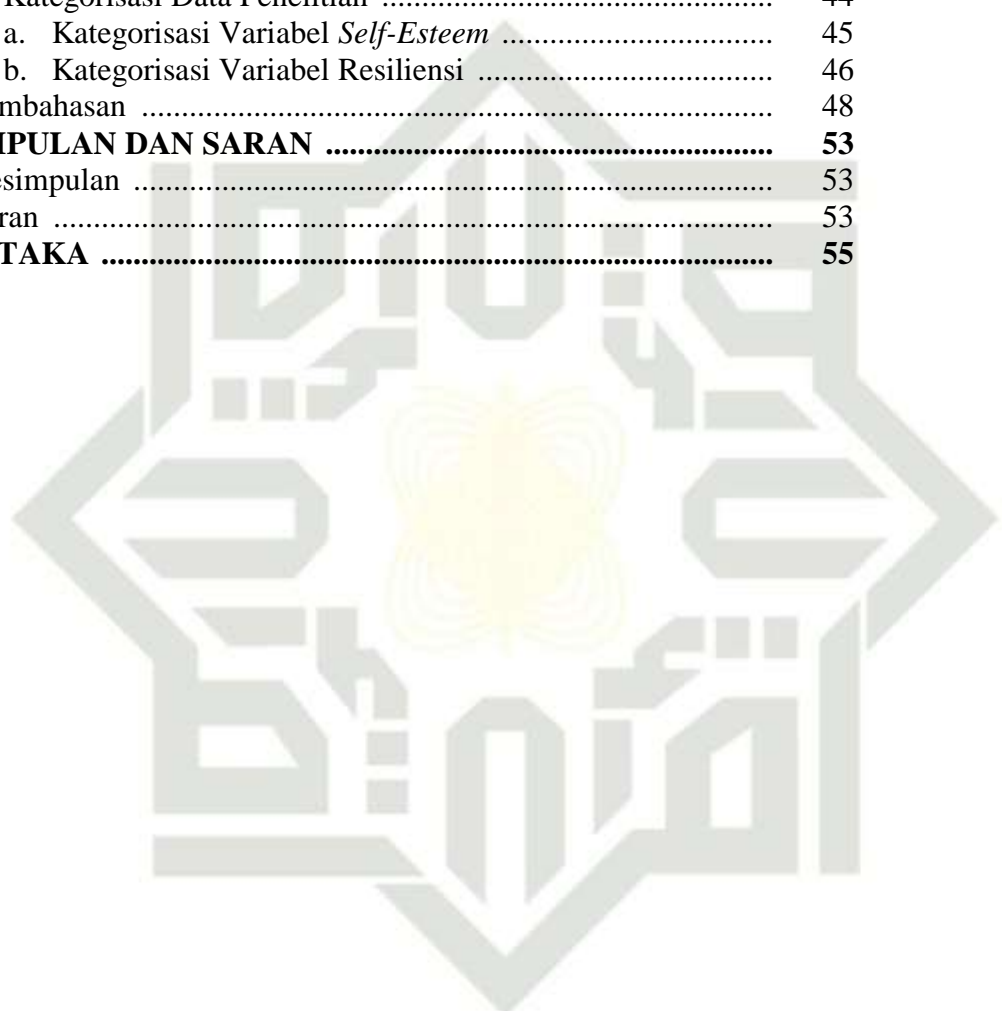 Kategorisasi Data Penelitian ................................................... 44
a. Kategorisasi Variabel Self-Esteem ................................... 45
b. Kategorisasi Variabel Resiliensi ...................................... 46
mbahasan ................................................................................. 48
IPULAN DAN SARAN ......................................................... 53
esimpulan .................................................................................. 53
ran ............................................................................................ 53
TAKA ...................................................................................... 55